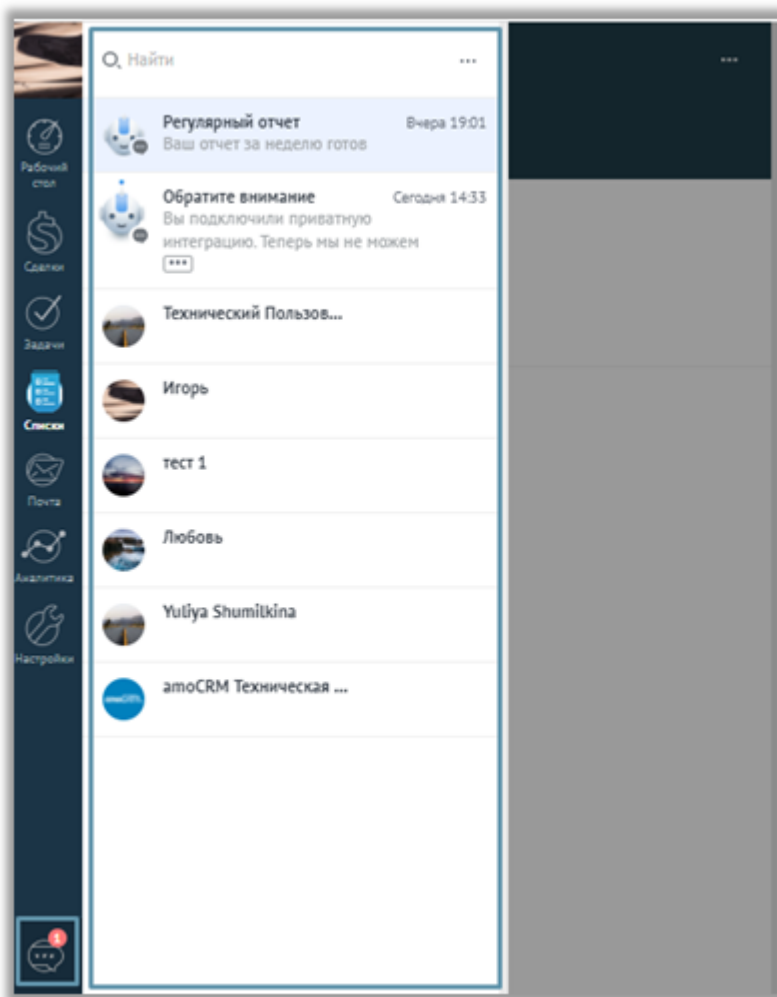 Найти
...
...
Регулярный отчет
Вчера 19:01
Ваш отчет за неделю готов
Обратите внимание
Сегодня 14:33
Вы подключили приватную
интеграцию. Теперь мы не можем
...
Технический Пользов...
Игорь
тест 1
Любовь
Yuliya Shumilkina
amoCRM Техническая ...
amoCRM.
Рабочий
стол
Сделки
Задачи
Списки
Почта
Аналитика
Настройки
1